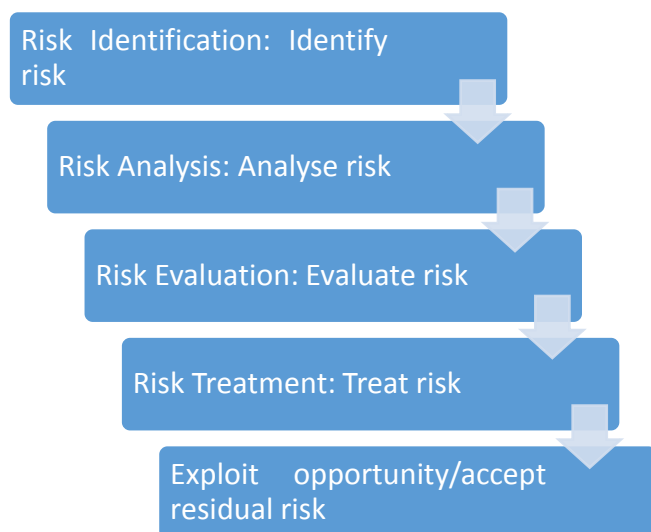 Risk Identification: Identify
risk
Risk Analysis: Analyse risk
Risk Evaluation: Evaluate risk
Risk Treatment: Treat risk
Exploit opportunity/accept
residual risk